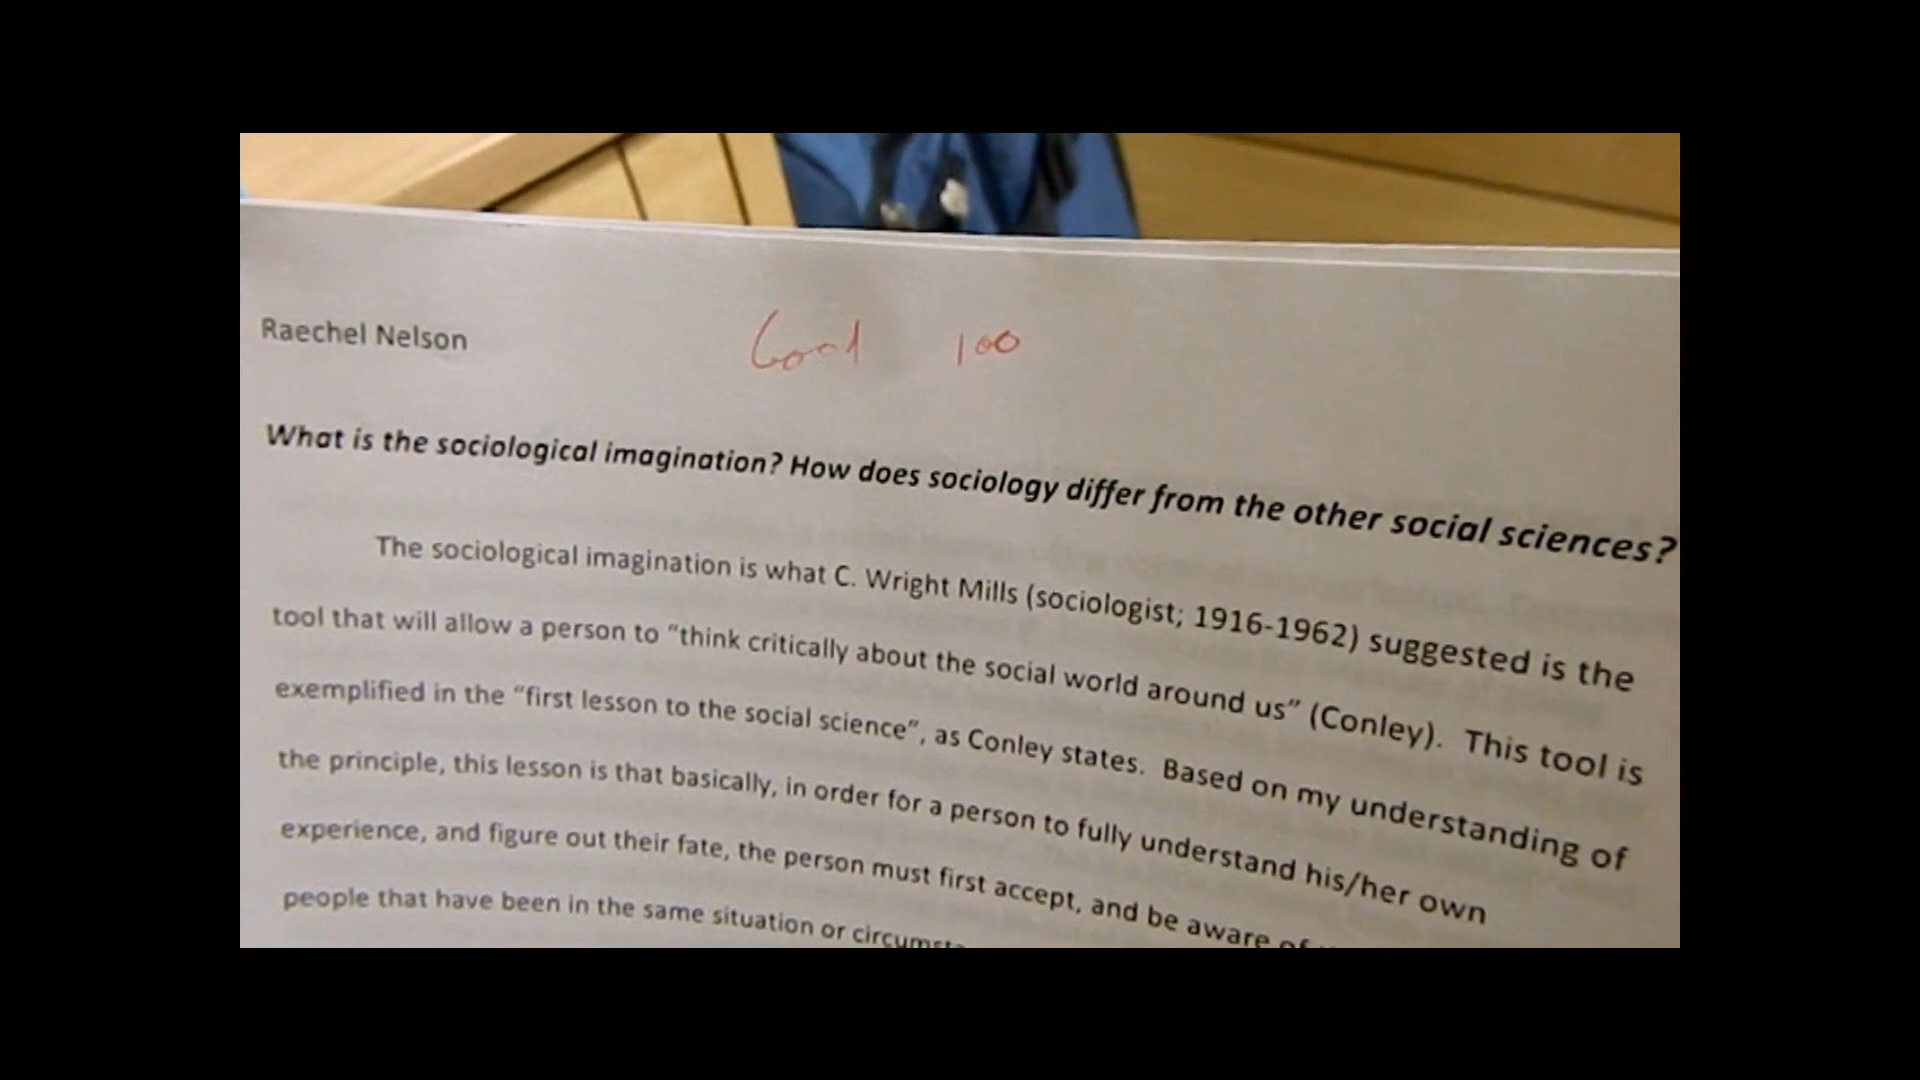 Raechel Nelson
Good 100
What is the sociological imagination? How does sociology differ from the other social sciences?
The sociological imagination is what C. Wright Mills (sociologist; 1916-1962) suggested is the
tool that will allow a person to “think critically about the social world around us” (Conley). This tool is
exemplified in the “first lesson to the social science”, as Conley states. Based on my understanding of
the principle, this lesson is that basically, in order for a person to fully understand his/her own
experience, and figure out their fate, the person must first accept, and be aware of
people that have been in the same situation or